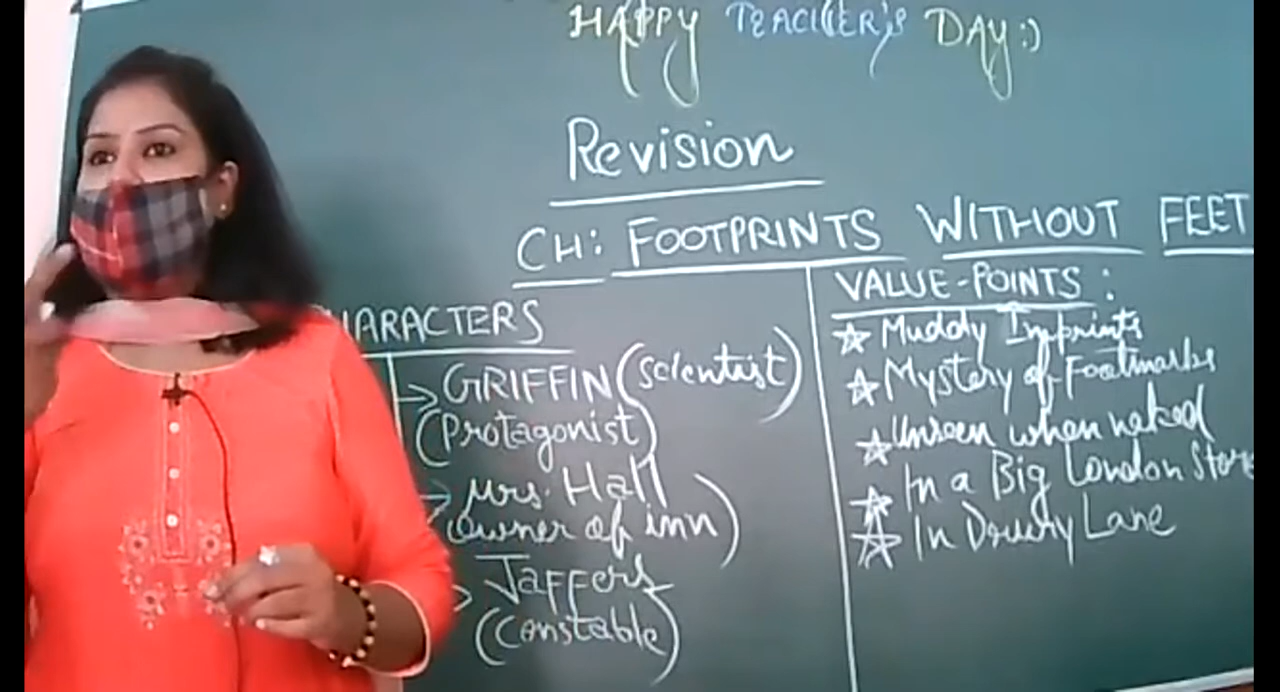 HAPPY TEACHER'S DAY:)
Revision
CH: FOOTPRINTS WITHOUT FEET
HARACTERS
→ GRIFFIN (Scientist)
(Protagonist)
→ Mrs. Hall
(owner of inn)
→ Jaffers
(Constable)
VALUE-POINTS :
☆ Muddy Imprints
☆ Mystery of Footmarks
☆ Unseen when naked
☆ In a Big London Store
☆ In Drury Lane